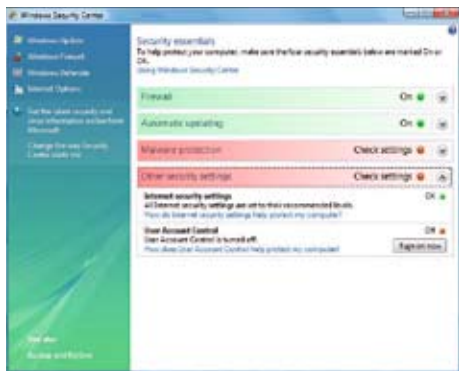 Windows Security Center
Windows Update
Windows Firewall
Windows Defender
Internet Options
Get the latest security and
virus information online from
Microsoft
Change the way Security
Center alerts me
See also
Backup and Restore
Security essentials
To help protect your computer, make sure the four security essentials below are marked On or
OK.
Using Windows Security Center
Firewall On
Automatic updating On
Malware protection Check settings
Other security settings Check settings
Internet security settings OK
All Internet security settings are set to their recommended levels.
How do Internet security settings help protect my computer?
User Account Control Off
User Account Control is turned off.
How does User Account Control help protect my computer?
Turn on now